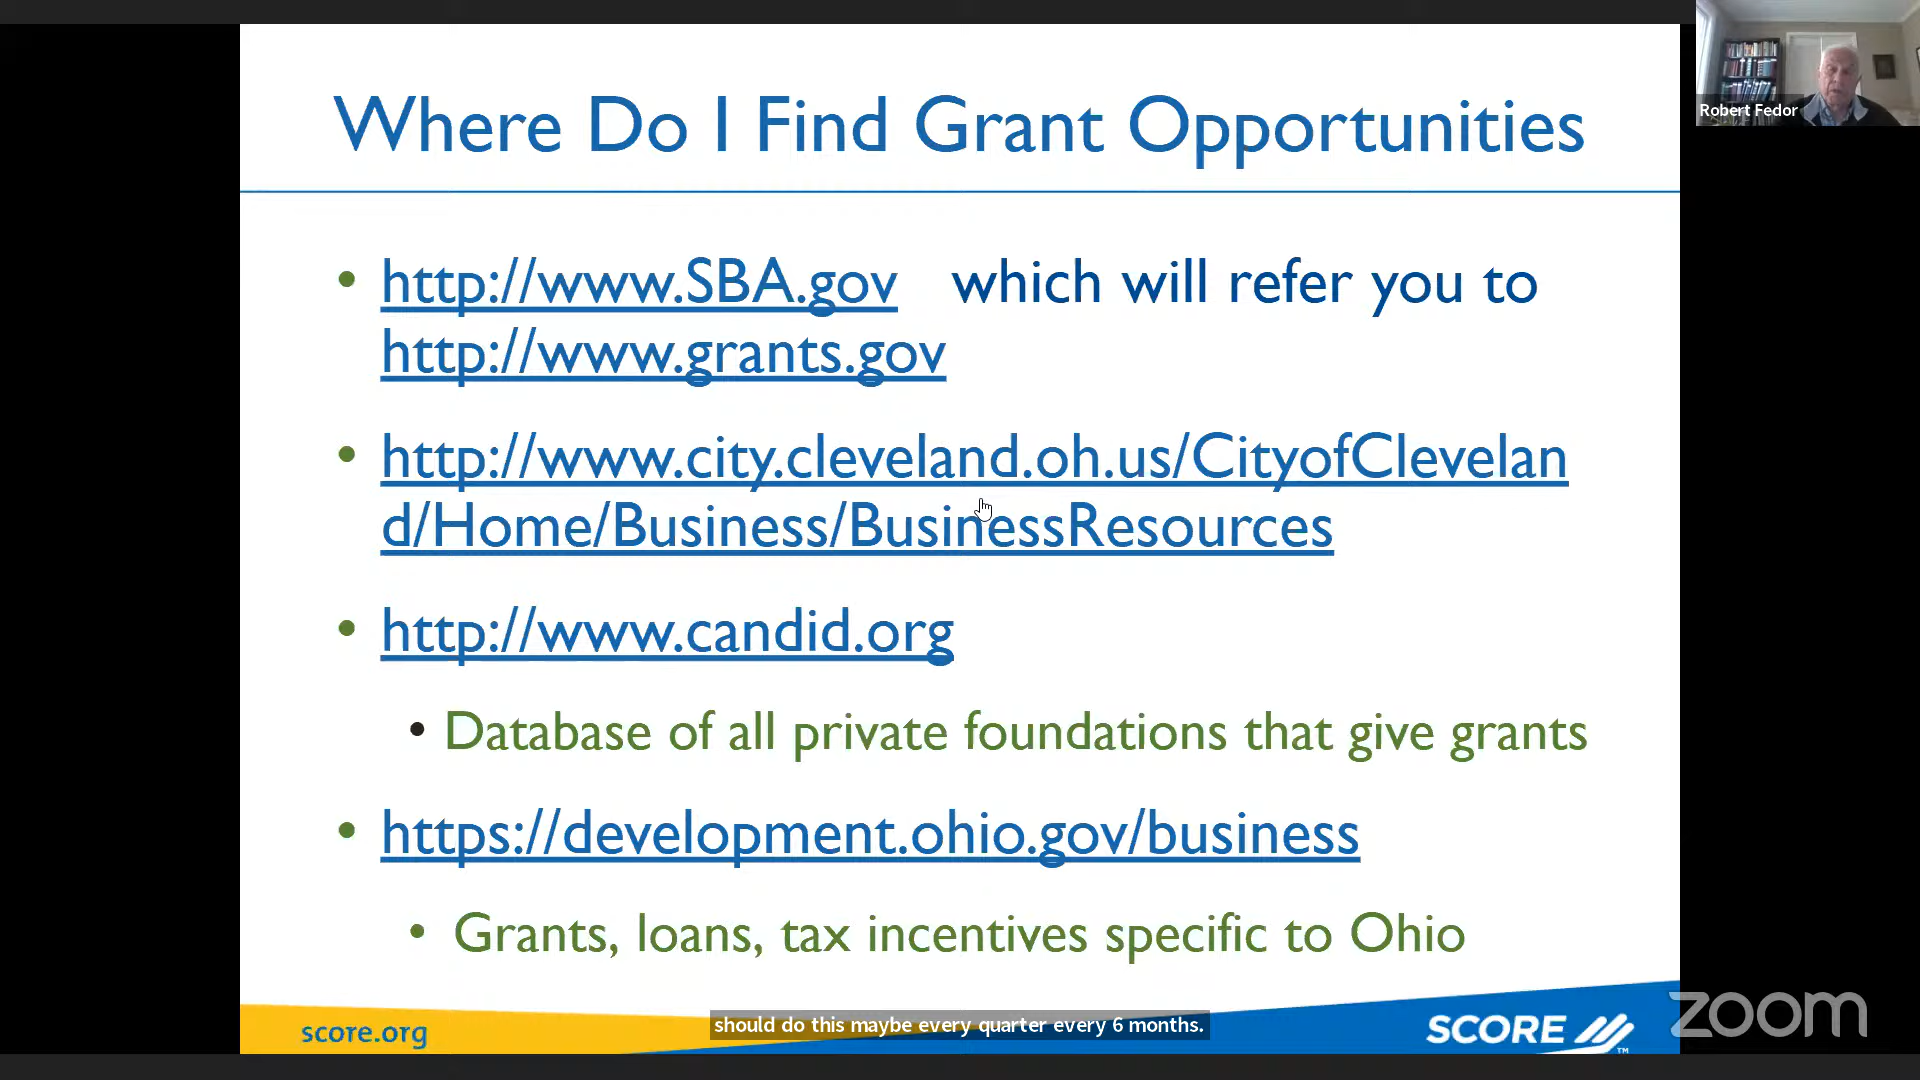 Where Do I Find Grant Opportunities
Robert Fedor
• http://www.SBA.gov which will refer you to
http://www.grants.gov
• http://www.city.cleveland.oh.us/CityofClevelan
d/Home/Business/BusinessResources
• http://www.candid.org
• Database of all private foundations that give grants
• https://development.ohio.gov/business
• Grants, loans, tax incentives specific to Ohio
should do this maybe every quarter every 6 months.
score.org
SCORE TM
zoom